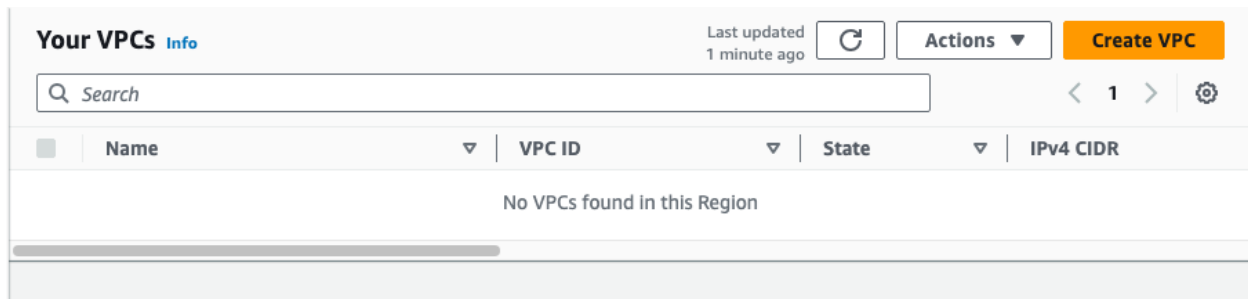 Your VPCs Info
Last updated
1 minute ago
Actions
Create VPC
Search
1
Name VPC ID State IPv4 CIDR
No VPCs found in this Region